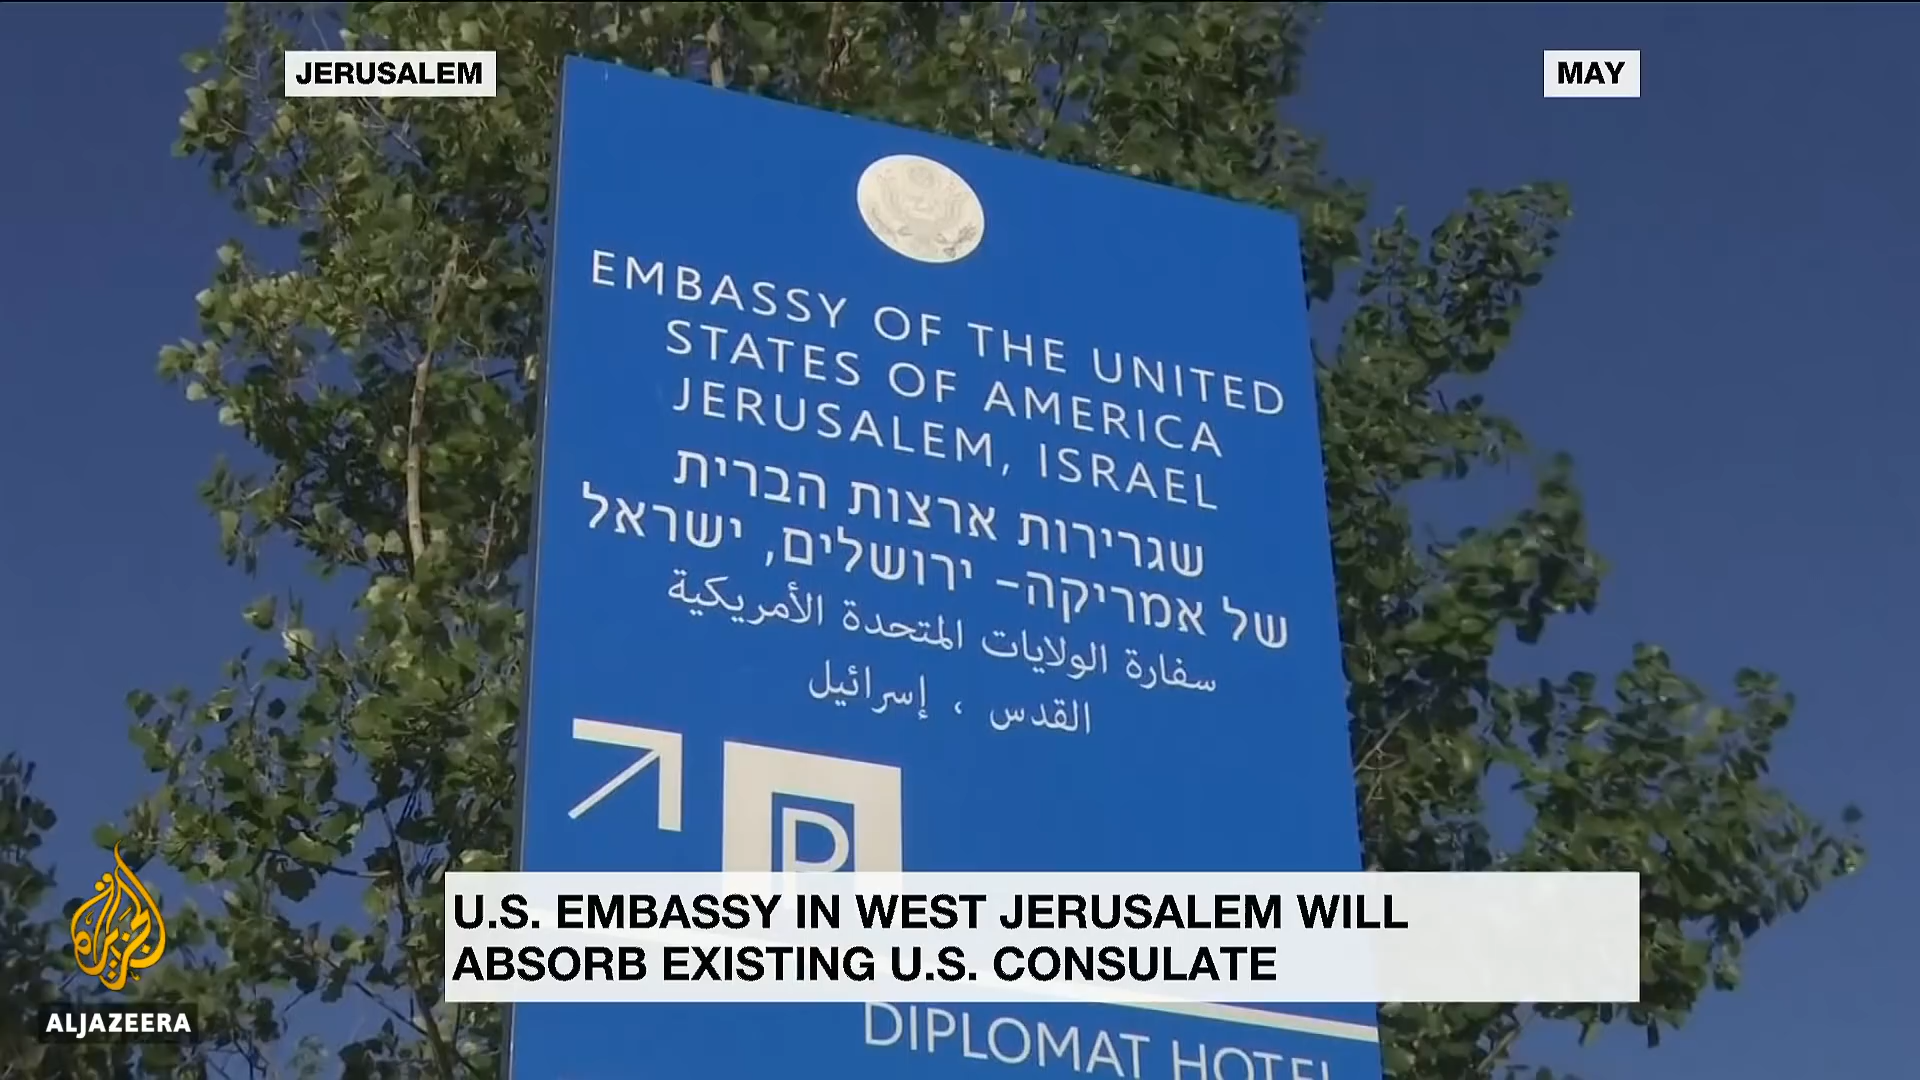 JERUSALEM
MAY
EMBASSY OF THE UNITED
STATES OF AMERICA
JERUSALEM, ISRAEL
שגרירות ארצות הברית
של אמריקה- ירושלים, ישראל
سفارة الولايات المتحدة الأمريكية
القدس ، إسرائيل
P
U.S. EMBASSY IN WEST JERUSALEM WILL
ABSORB EXISTING U.S. CONSULATE
DIPLOMAT HOTEL
الجزيرة
ALJAZEERA